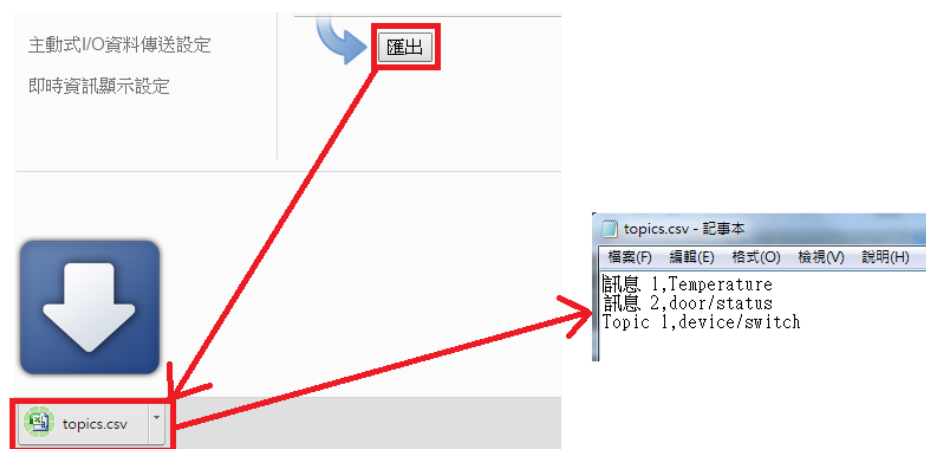 主動式I/O資料傳送設定
匯出
即時資訊顯示設定
topics.csv - 記事本
檔案(F) 編輯(E) 格式(O) 檢視(V) 說明(H)
訊息 1,Temperature
訊息 2,door/status
Topic 1,device/switch
topics.csv